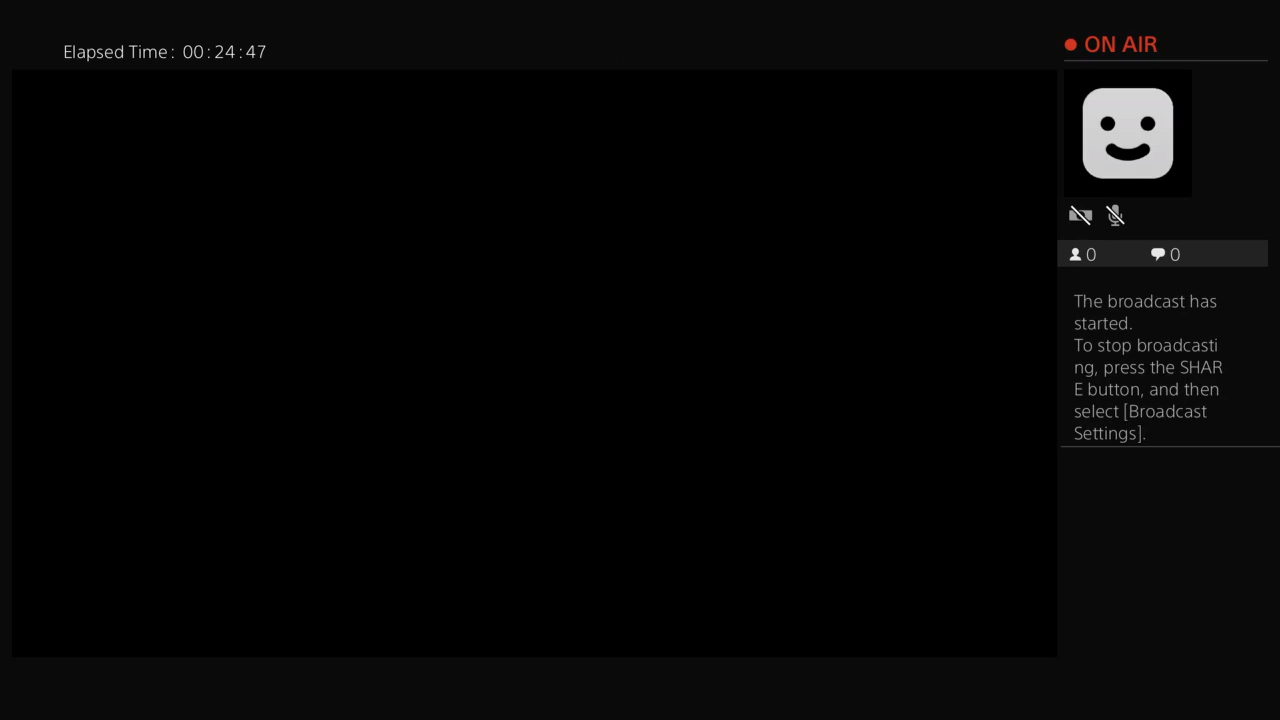 Elapsed Time: 00:24:47
ON AIR
0 0
The broadcast has
started.
To stop broadcasti
ng, press the SHAR
E button, and then
select [Broadcast
Settings].